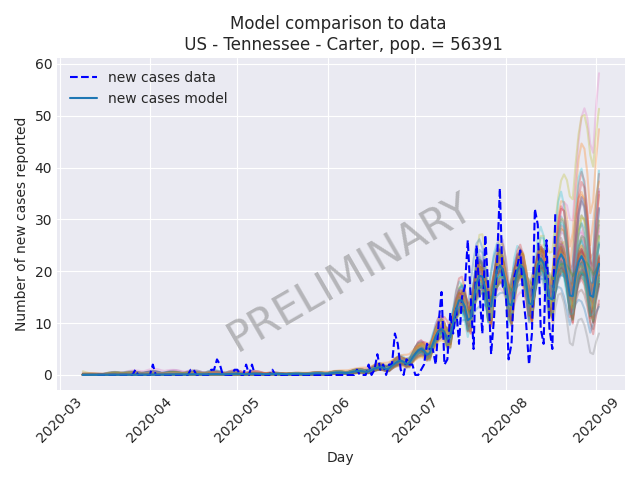 Model comparison to data
US - Tennessee - Carter, pop. = 56391
new cases data
new cases model
PRELIMINARY
Number of new cases reported
60
50
40
30
20
10
0
2020-03
2020-04
2020-05
2020-06
2020-07
2020-08
2020-09
Day